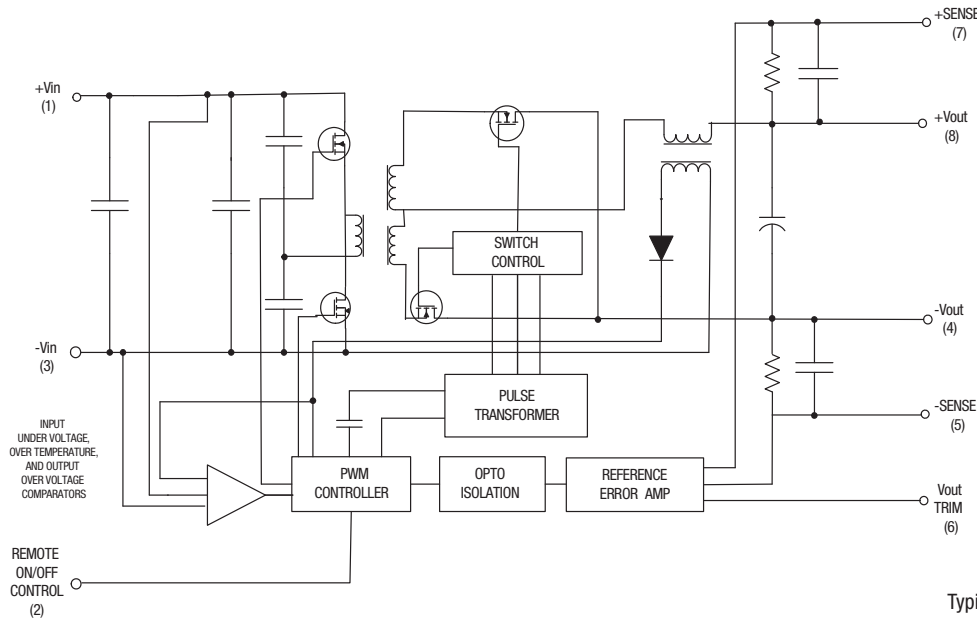 +SENSE
(7)
+Vin
(1)
+Vout
(8)
SWITCH
CONTROL
-Vout
(4)
-Vin
(3)
PULSE
TRANSFORMER
-SENSE
(5)
INPUT
UNDER VOLTAGE,
OVER TEMPERATURE,
AND OUTPUT
OVER VOLTAGE
COMPARATORS
PWM
CONTROLLER
OPTO
ISOLATION
REFERENCE
ERROR AMP
Vout
TRIM
(6)
REMOTE
ON/OFF
CONTROL
(2)
Typi